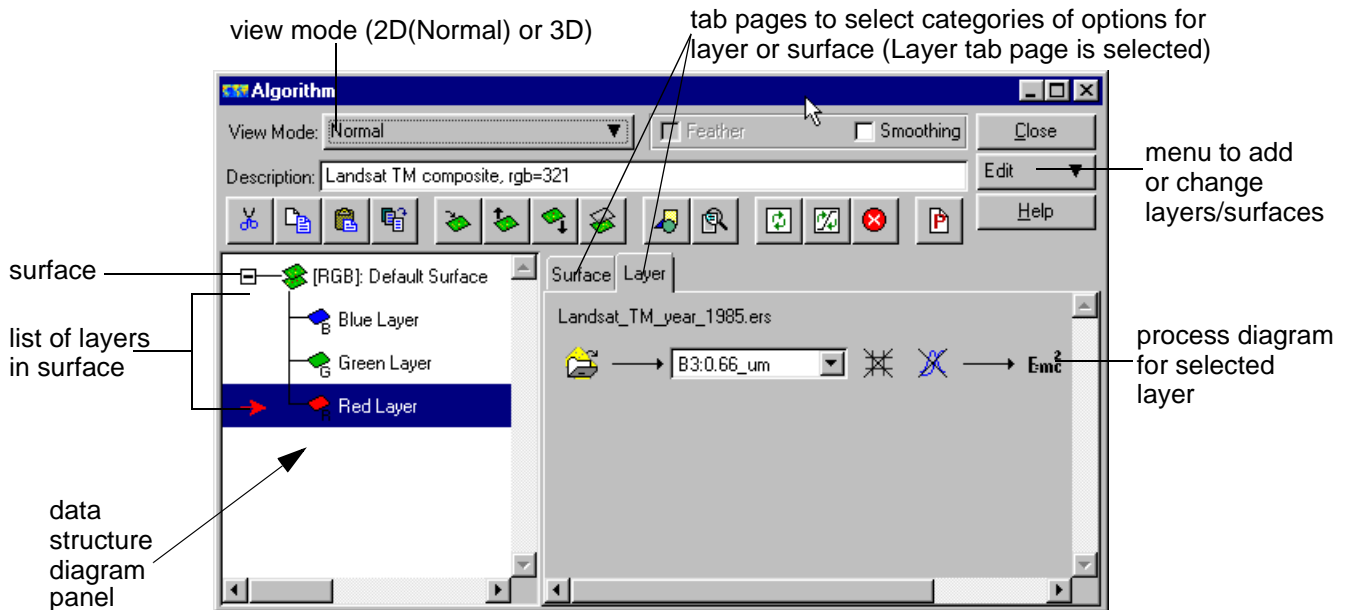 view mode (2D(Normal) or 3D)
tab pages to select categories of options for
layer or surface (Layer tab page is selected)
Algorithm
View Mode: Normal
Feather
Smoothing
Close
Description: Landsat TM composite, rgb=321
Edit
Help
menu to add
or change
layers/surfaces
surface
list of layers
in surface
[RGB]: Default Surface
B
Blue Layer
G
Green Layer
R
Red Layer
Surface
Layer
Landsat_TM_year_1985.ers
B3:0.66_um
Emc2
process diagram
for selected
layer
data
structure
diagram
panel